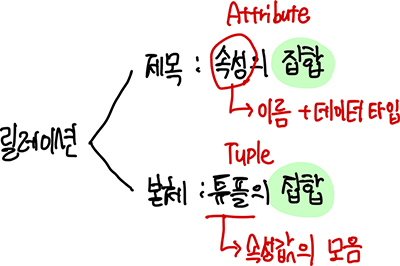 Attribute
제목 : 속성의 집합
이름 + 데이터 타입
릴레이션
Tuple
본체 : 튜플의 집합
속성값의 모음